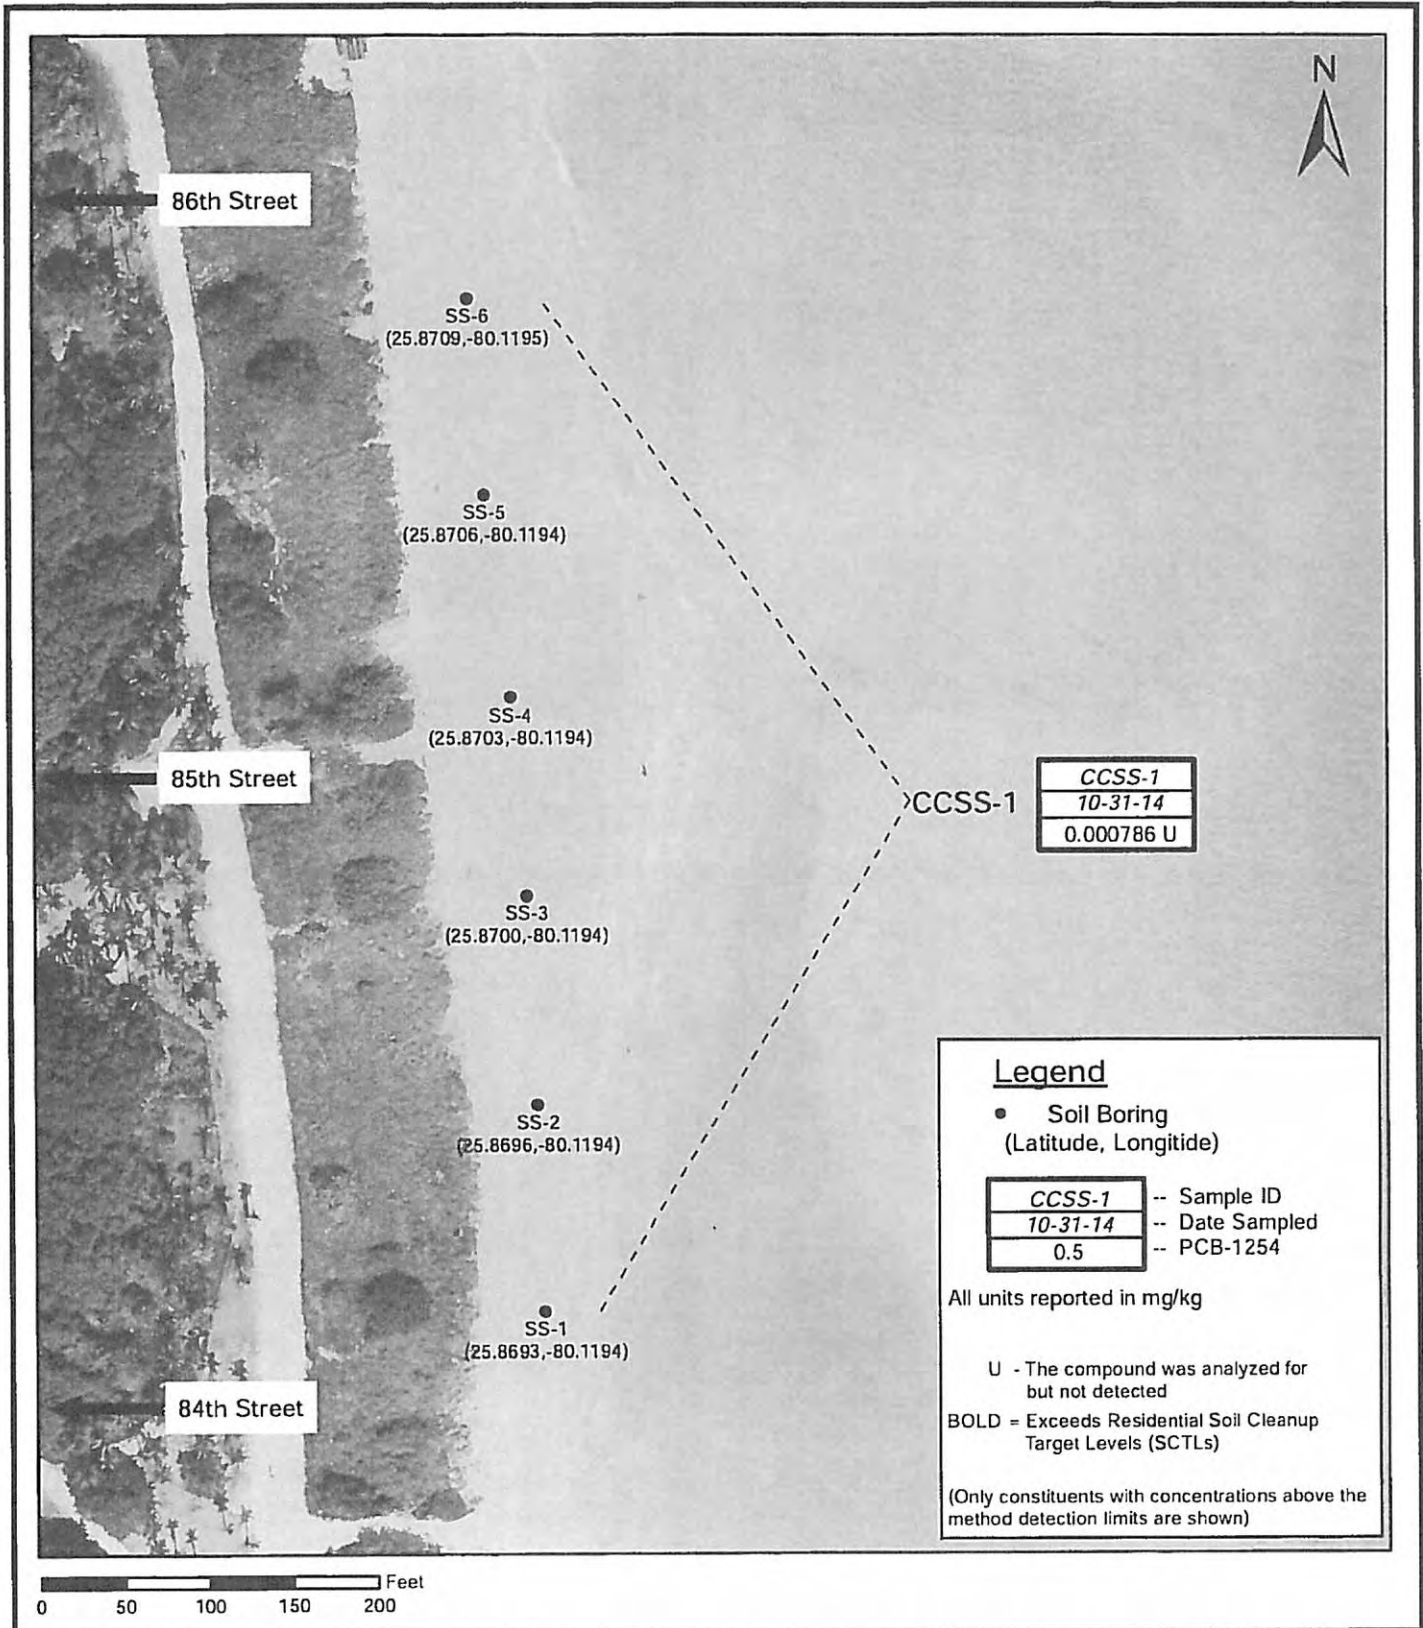 N
86th Street
SS-6
(25.8709,-80.1195)
SS-5
(25.8706,-80.1194)
SS-4
(25.8703,-80.1194)
85th Street
CCSS-1
CCSS-1
10-31-14
0.000786 U
SS-3
(25.8700,-80.1194)
SS-2
(25.8696,-80.1194)
SS-1
(25.8693,-80.1194)
84th Street
Legend
Soil Boring
(Latitude, Longitide)
CCSS-1 -- Sample ID
10-31-14 -- Date Sampled
0.5 -- PCB-1254
All units reported in mg/kg
U - The compound was analyzed for
but not detected
BOLD = Exceeds Residential Soil Cleanup
Target Levels (SCTLs)
(Only constituents with concentrations above the
method detection limits are shown)
Feet
0 50 100 150 200